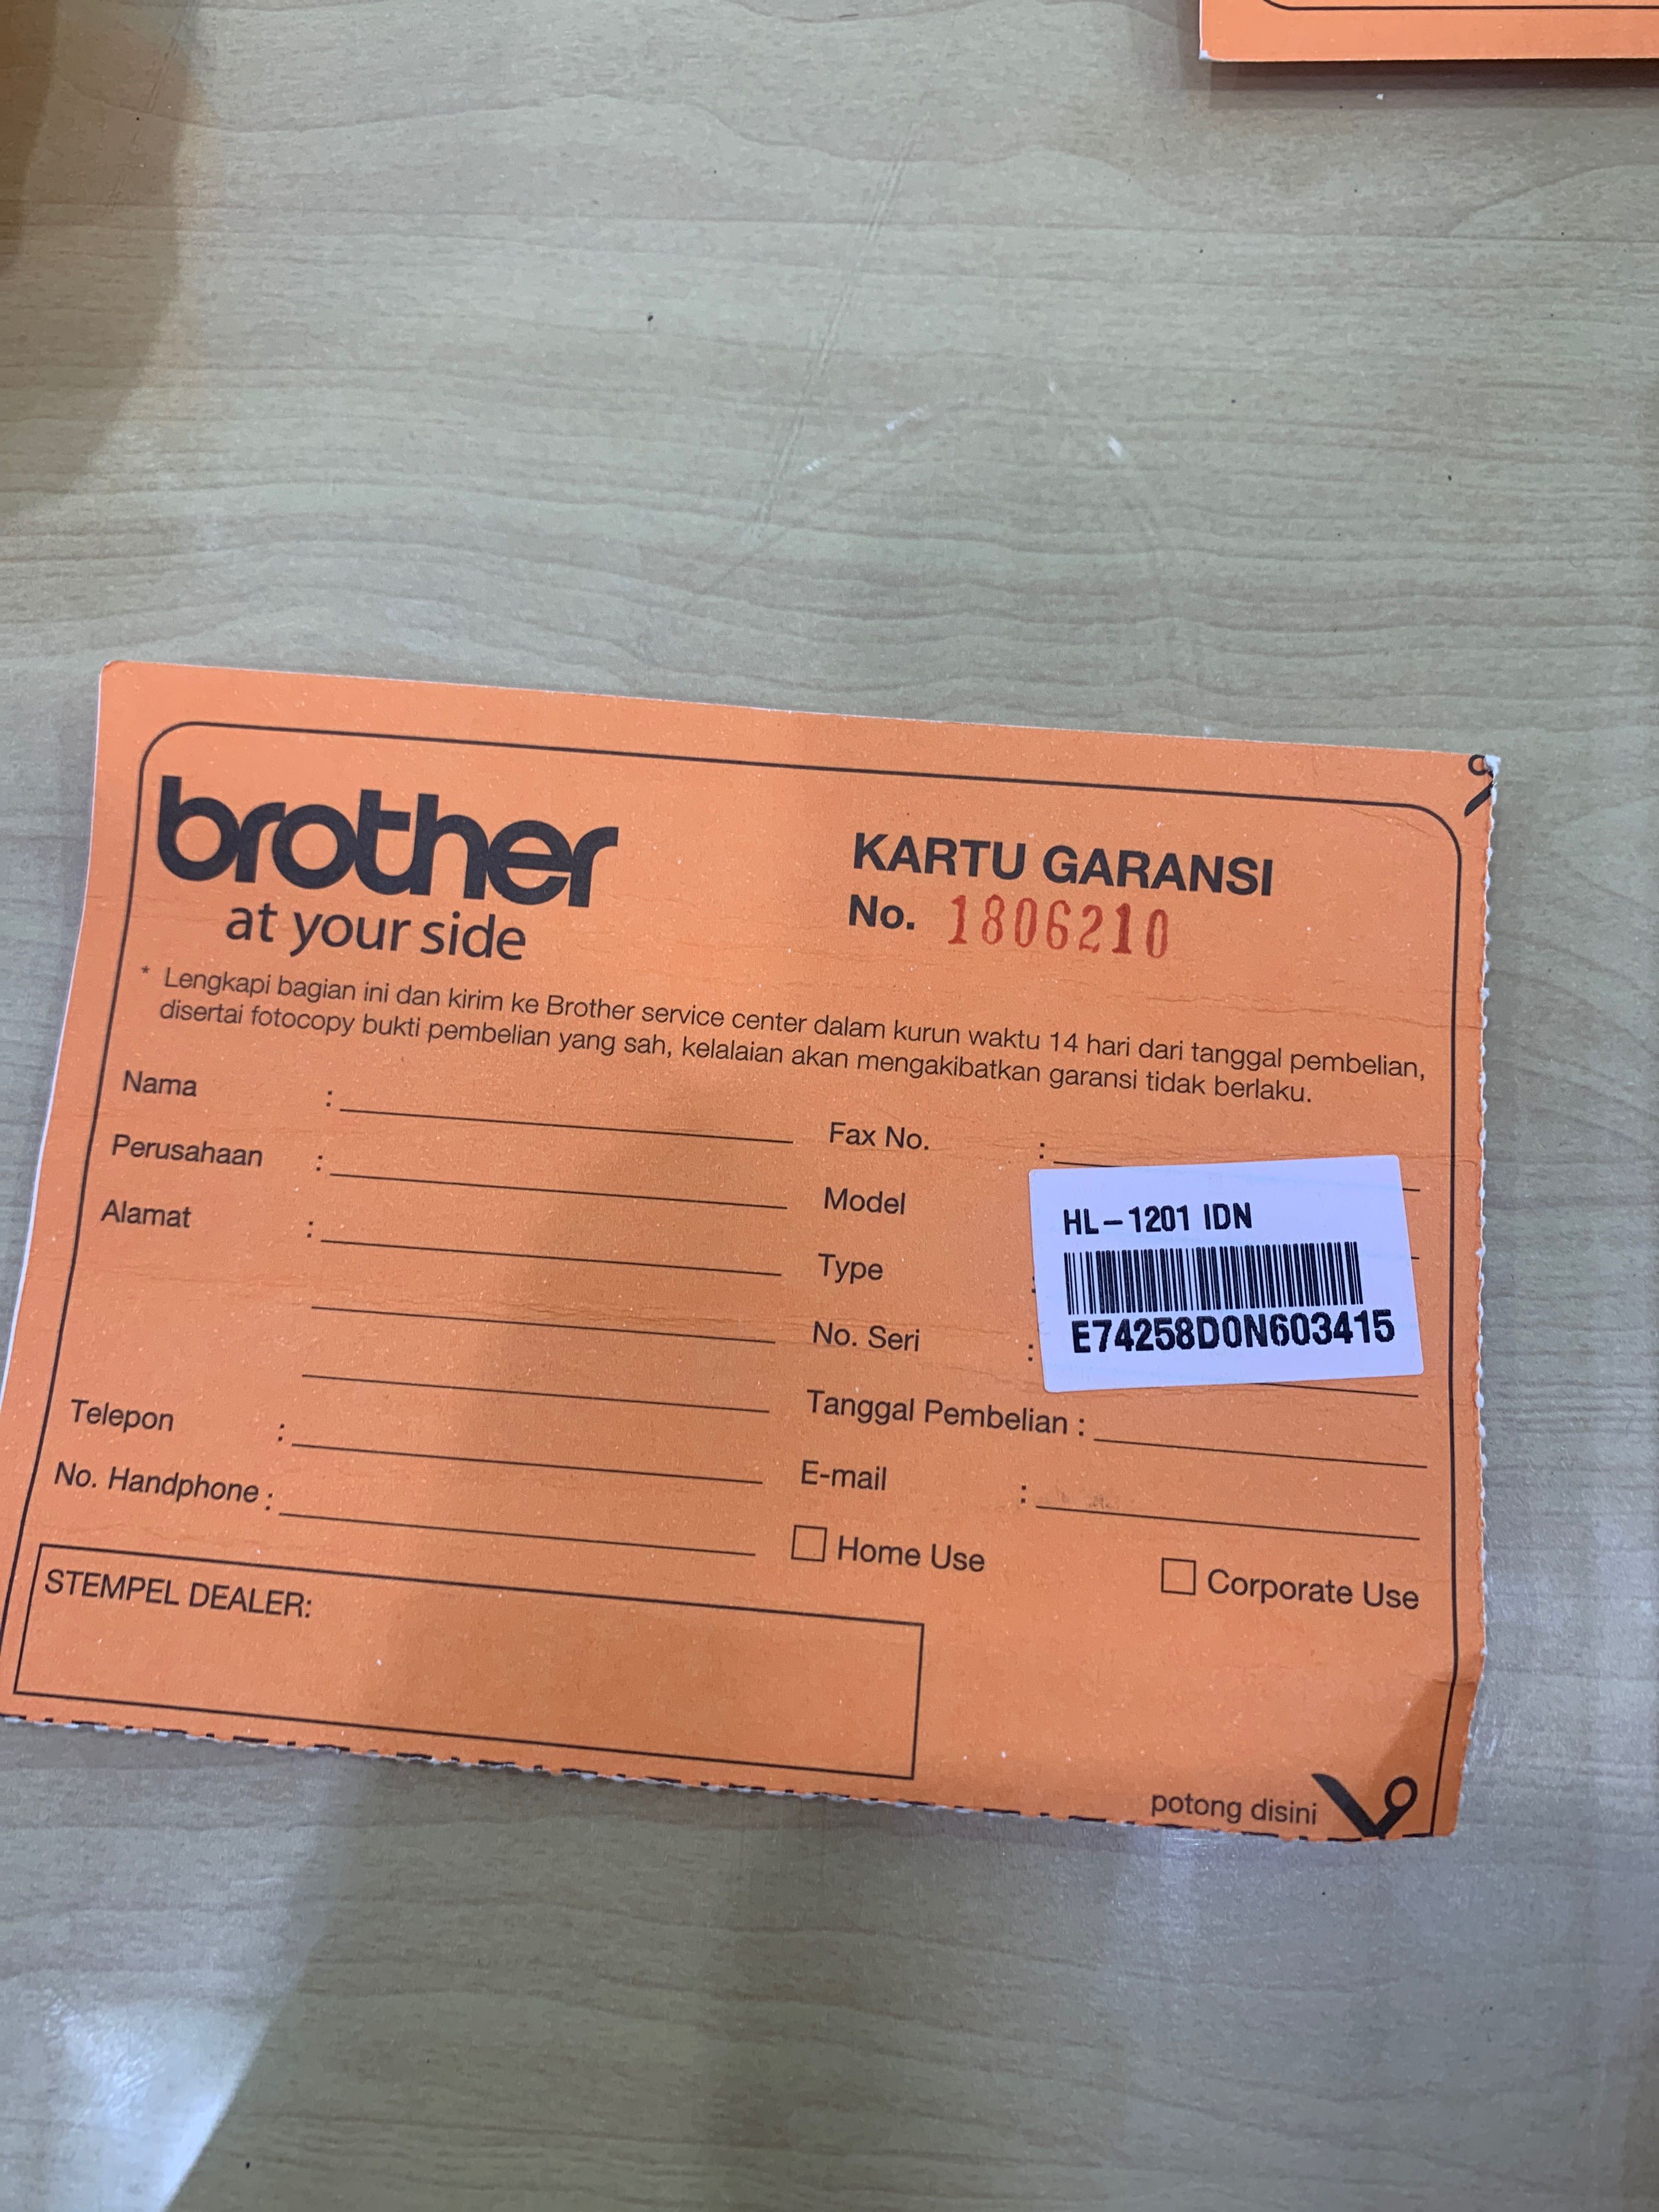 brother
at your side
KARTU GARANSI
No. 1806210
* Lengkapi bagian ini dan kirim ke Brother service center dalam kurun waktu 14 hari dari tanggal pembelian,
disertai fotocopy bukti pembelian yang sah, kelalaian akan mengakibatkan garansi tidak berlaku.
Nama :
Perusahaan :
Alamat :
Telepon :
No. Handphone :
Fax No. :
Model
Type :
No. Seri :
HL-1201 IDN
E74258D0N603415
Tanggal Pembelian :
E-mail :
Home Use
Corporate Use
STEMPEL DEALER:
potong disini